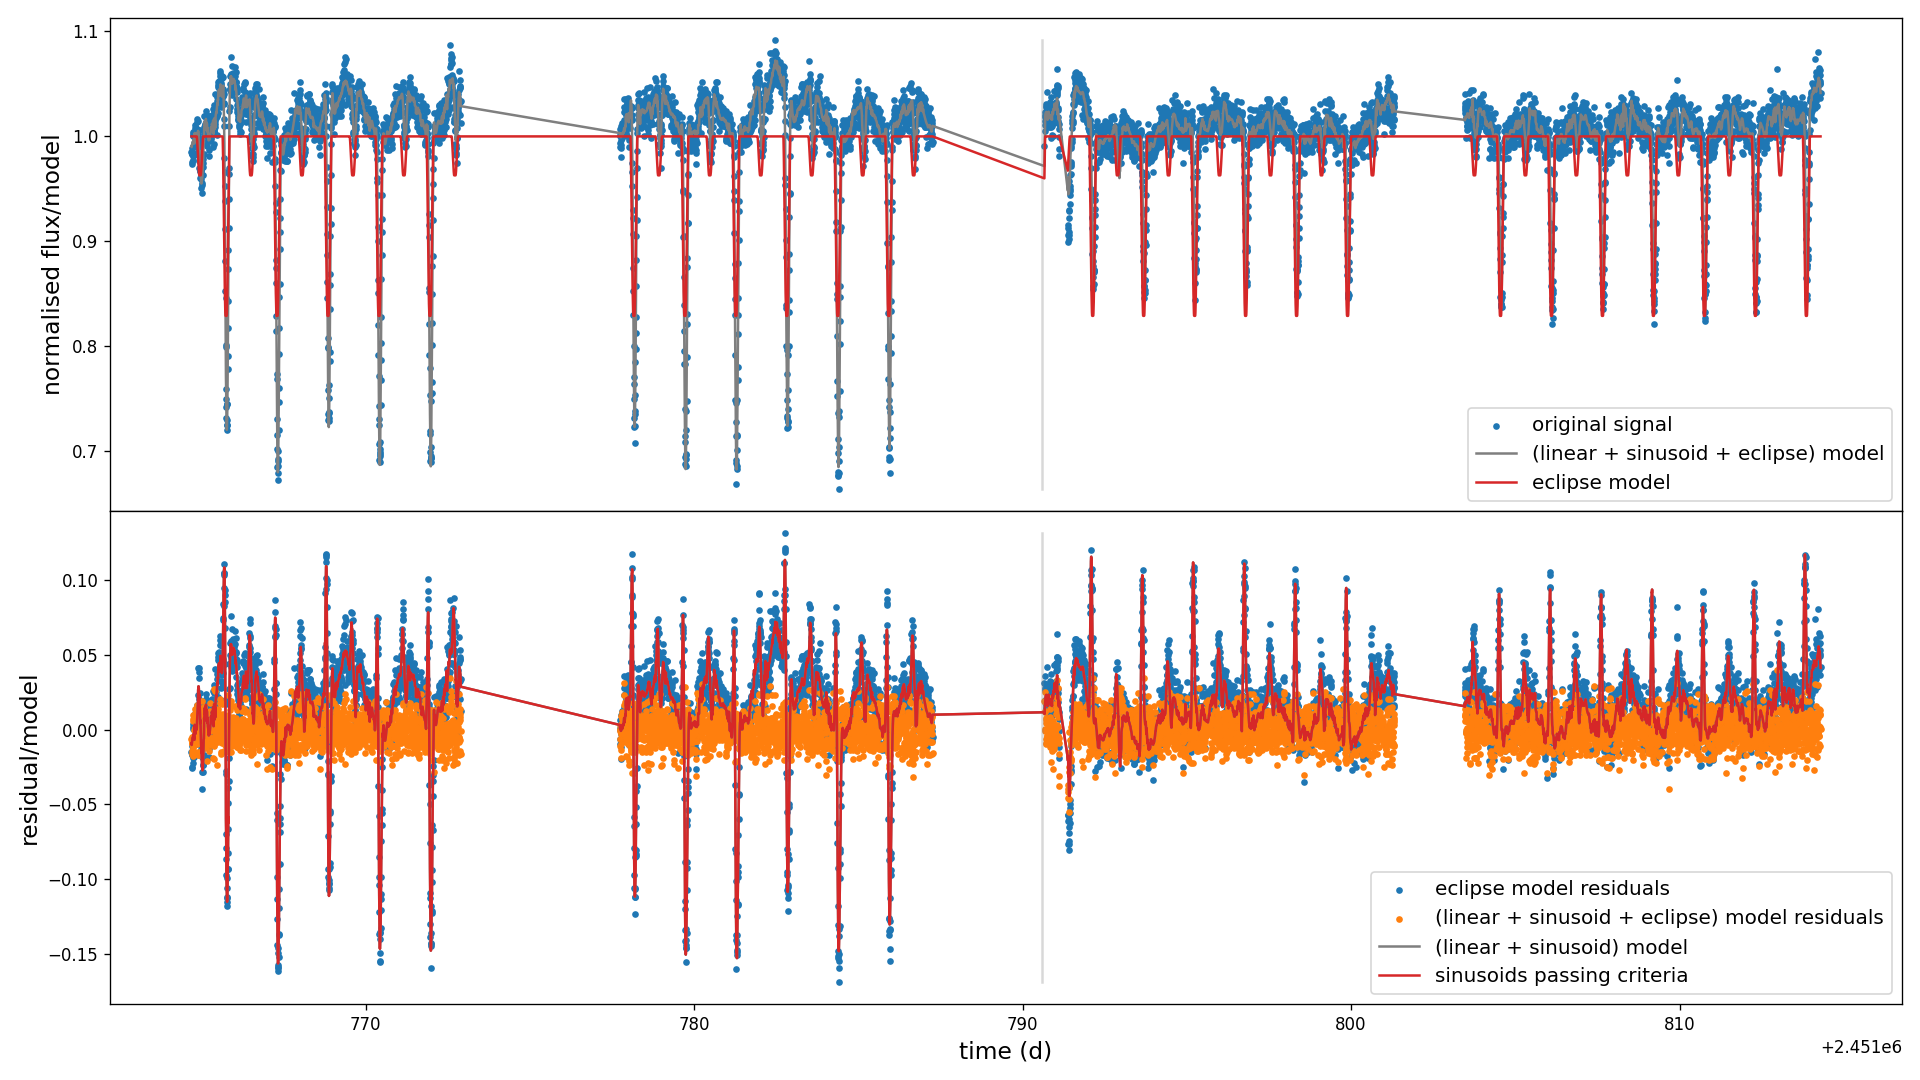 1.1
1.0
0.9
0.8
0.7
normalised flux/model
original signal
(linear + sinusoid + eclipse) model
eclipse model
0.10
0.05
0.00
−0.05
−0.10
−0.15
residual/model
eclipse model residuals
(linear + sinusoid + eclipse) model residuals
(linear + sinusoid) model
sinusoids passing criteria
770 780 790 800 810
time (d)
+2.451e6